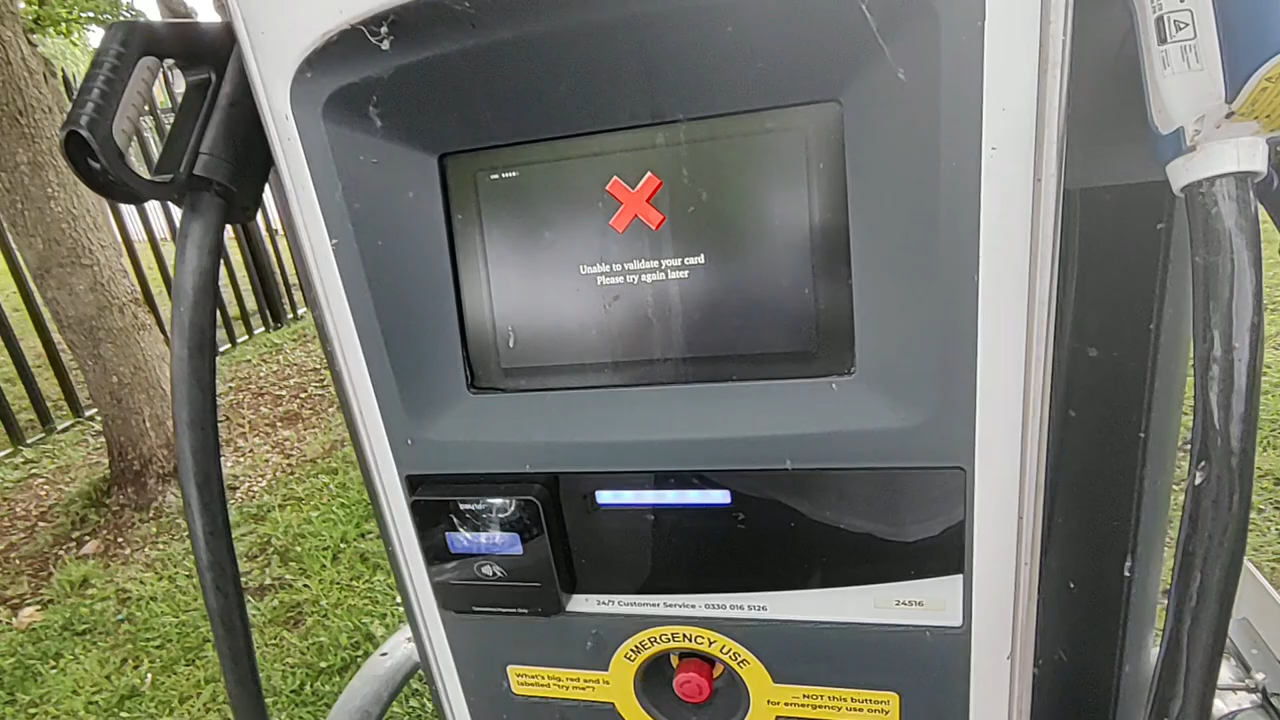 Unable to validate your card
Please try again later
24/7 Customer Service - 0330 016 5126
24516
EMERGENCY USE
What's big, red and is
labelled "try me"?
... NOT this button!
for emergency use only